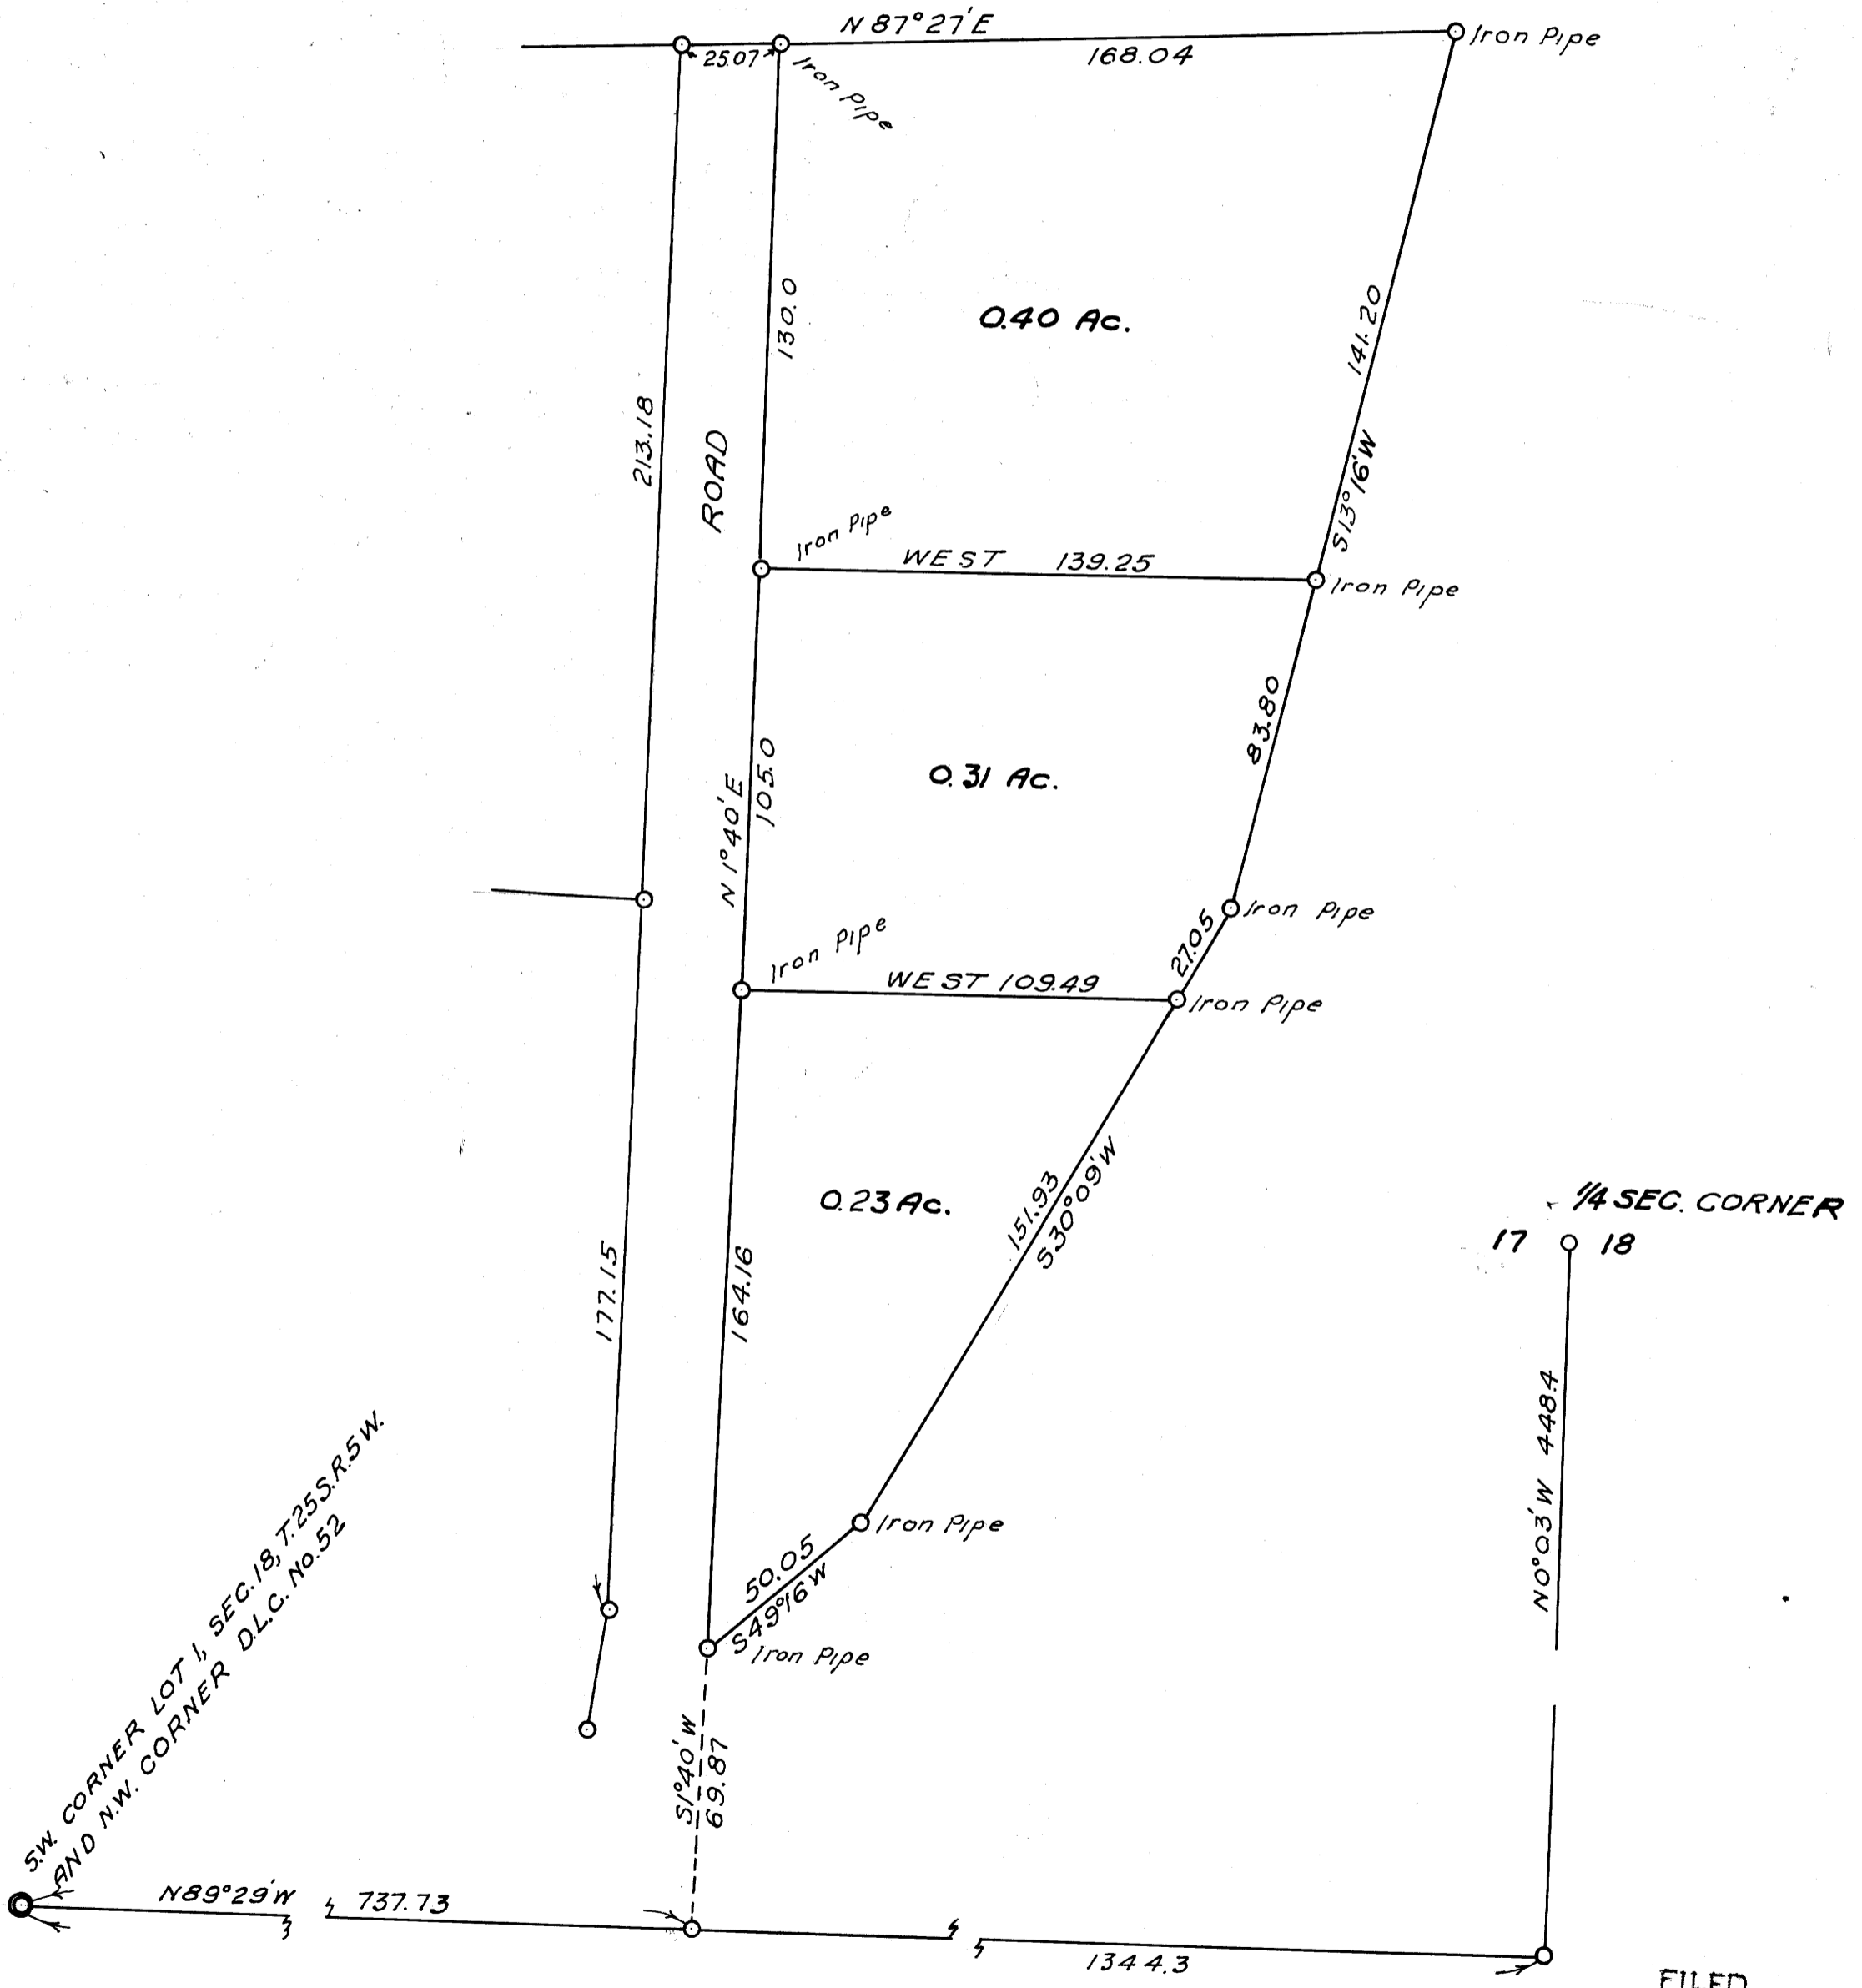 N 87°27'E
25.07
168.04
Iron Pipe
Iron Pipe
130.0
0.40 Ac.
141.20
213.18
ROAD
S13°16'W
Iron Pipe
WEST 139.25
Iron Pipe
83.80
0.31 Ac.
N 1°40'E
105.0
27.05
Iron Pipe
Iron Pipe
WEST 109.49
Iron Pipe
0.23 Ac.
151.93
S30°09'W
1/4 SEC. CORNER
17 18
177.15
164.16
N0°03'W 448.4
Iron Pipe
50.05
S49°16'W
Iron Pipe
S.W. CORNER LOT 1, SEC.18, T.25S.R.5W.
AND N.W. CORNER D.L.C. No.52
S1°40'W
69.87
N89°29'W 737.73
1344.3
FILED